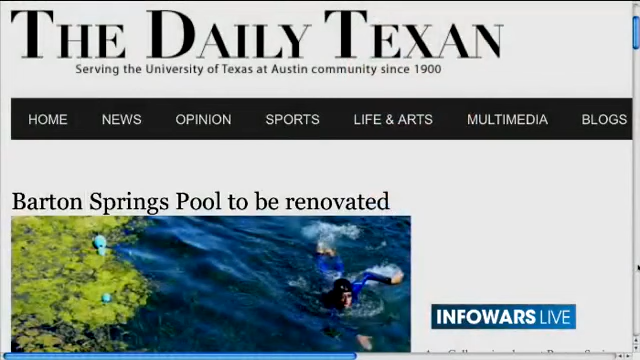 THE DAILY TEXAN
Serving the University of Texas at Austin community since 1900
HOME NEWS OPINION SPORTS LIFE & ARTS MULTIMEDIA BLOGS
Barton Springs Pool to be renovated
INFOWARS LIVE